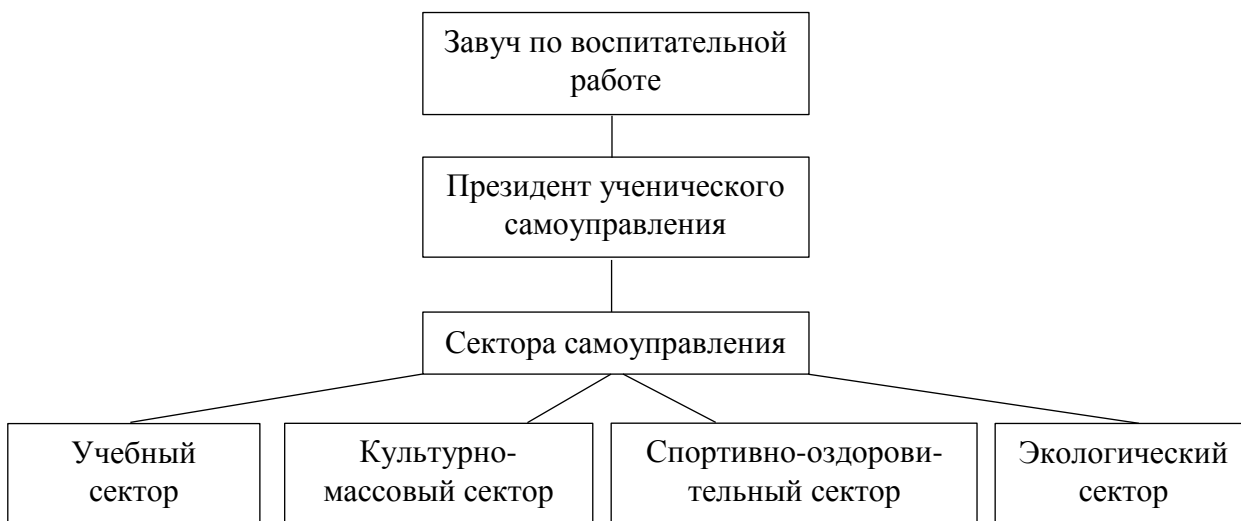 Завуч по воспитательной
работе
Президент ученического
самоуправления
Сектора самоуправления
Учебный
сектор
Культурно-
массовый сектор
Спортивно-оздорови-
тельный сектор
Экологический
сектор